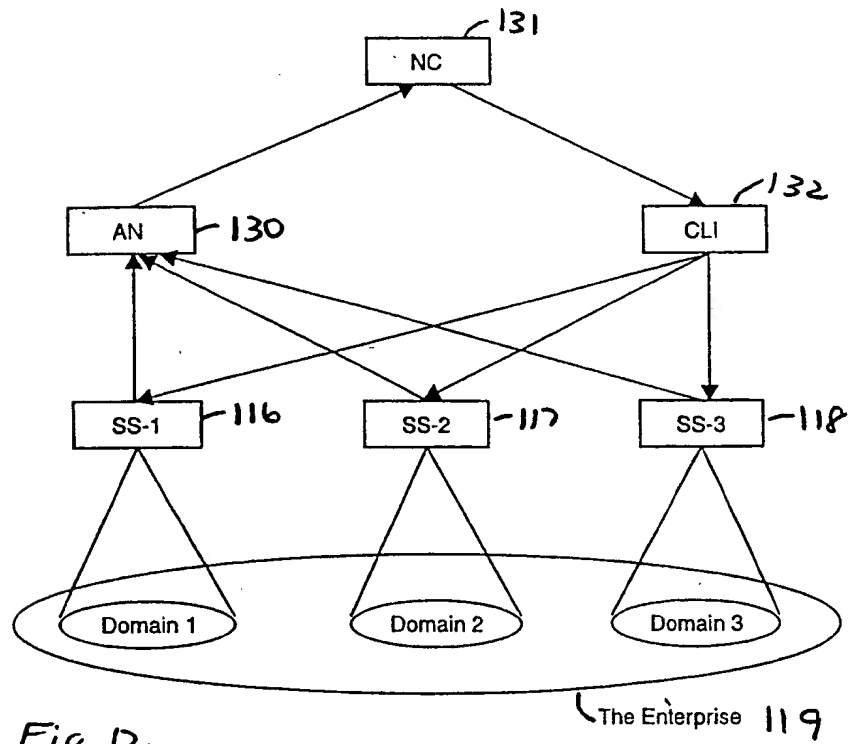 131
NC
132
AN
130
CLI
SS-1
116
SS-2
117
SS-3
118
Domain 1
Domain 2
Domain 3
The Enterprise 119
Fig 12.